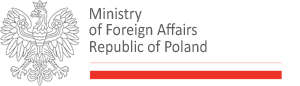 Ministry
of Foreign Affairs
Republic of Poland